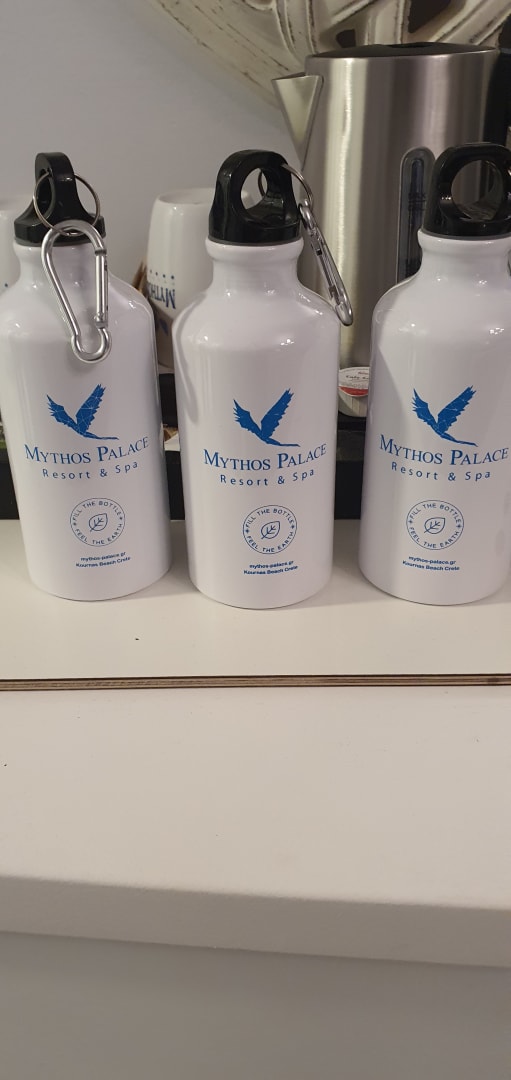 MYTHOS
MYTHOS PALACE
Resort & Spa
FILL THE BOTTLE
FEEL THE EARTH
mythos-palace.gr
Kournas Beach Crete
MYTHOS PALACE
Resort & Spa
FILL THE BOTTLE
FEEL THE EARTH
mythos-palace.gr
Kournas Beach Crete
MYTHOS PALACE
Resort & Spa
FILL THE BOTTLE
FEEL THE EARTH
mythos-palace.gr
Kournas Beach Crete